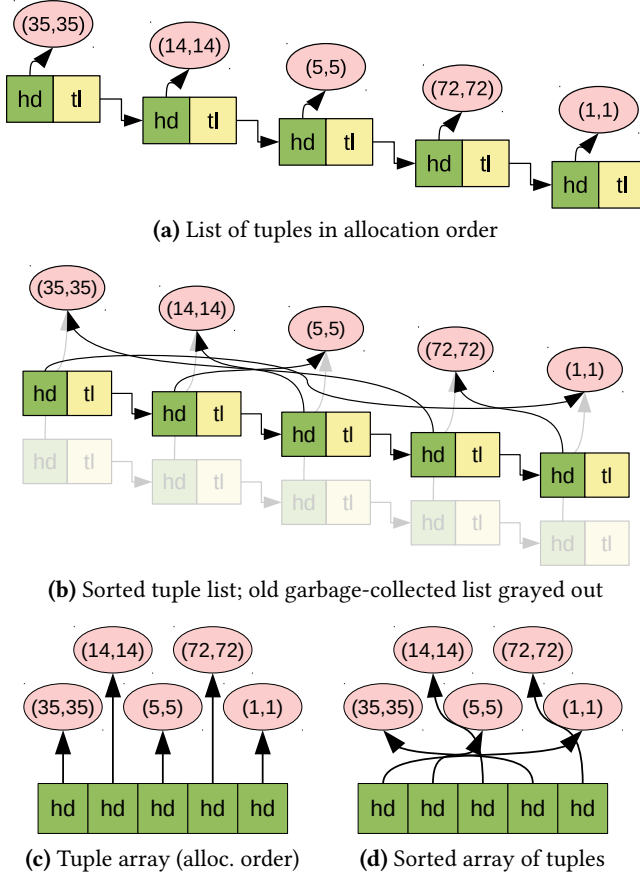 (35,35)
(14,14)
(5,5)
(72,72)
(1,1)
hd tl
hd tl
hd tl
hd tl
hd tl
(a) List of tuples in allocation order
(35,35)
(14,14)
(5,5)
(72,72)
(1,1)
hd tl
hd tl
hd tl
hd tl
hd tl
hd tl
hd tl
hd tl
hd tl
hd tl
(b) Sorted tuple list; old garbage-collected list grayed out
(14,14) (72,72)
(35,35) (5,5) (1,1)
hd hd hd hd hd
(c) Tuple array (alloc. order)
(14,14) (72,72)
(35,35) (5,5) (1,1)
hd hd hd hd hd
(d) Sorted array of tuples